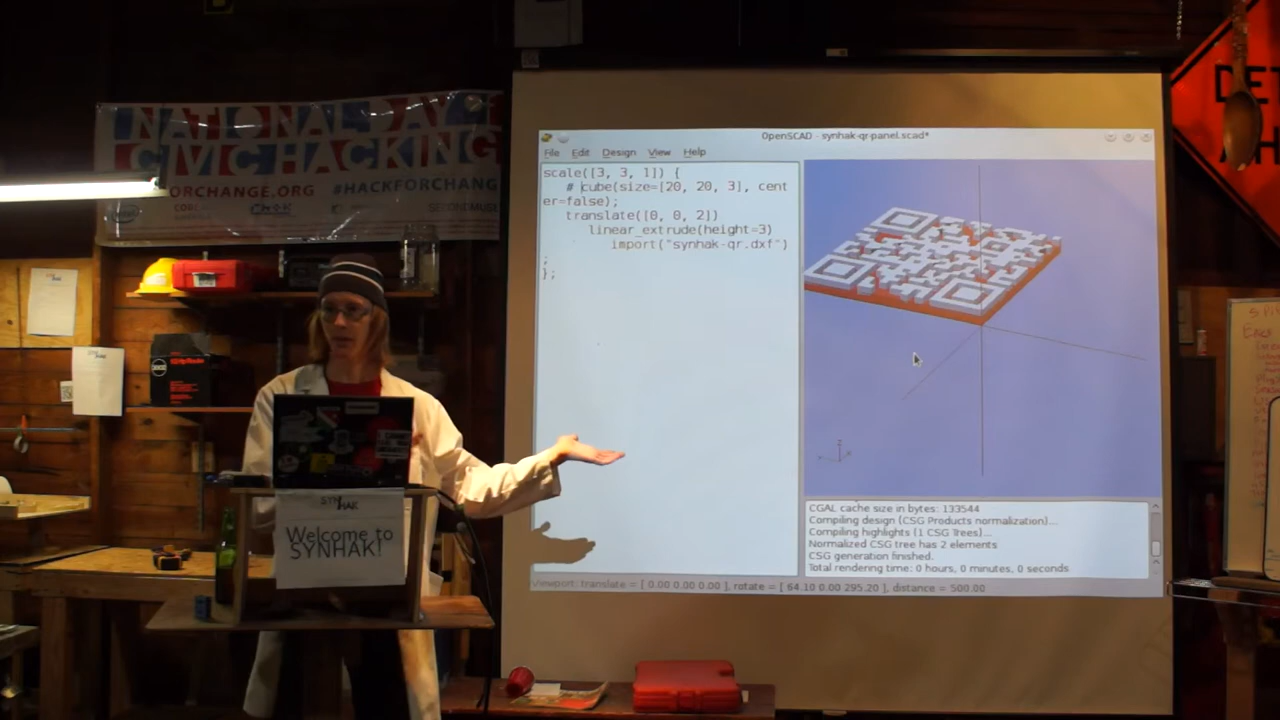 NATIONAL DAY
CIVIC HACKING
ORCHANGE.ORG #HACKFORCHANG
OpenSCAD - synhak-qr-panel.scad*
File Edit Design View Help
scale([3, 3, 1]) {
# cube(size=[20, 20, 3], cent
er=false);
translate([0, 0, 2])
linear_extrude(height=3)
import("synhak-qr.dxf")
;
};
CGAL cache size in bytes: 133544
Compiling design (CSG Products normalization)...
Compiling highlights (1 CSG Trees)...
Normalized CSG tree has 2 elements
CSG generation finished.
Total rendering time: 0 hours, 0 minutes, 0 seconds
Viewport: translate = [ 0.00 0.00 0.00 ], rotate = [ 64.10 0.00 295.20 ], distance = 500.00
SYNHAK
Welcome to
SYNHAK!